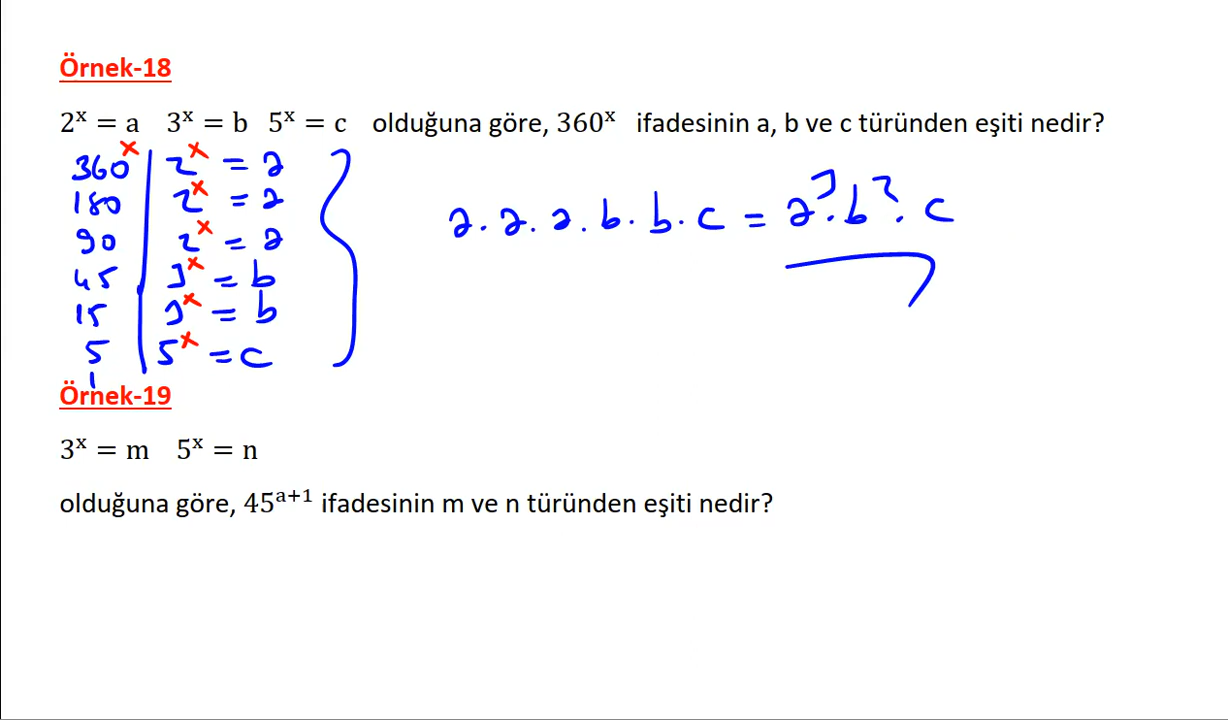 Örnek-18
2ˣ = a 3ˣ = b 5ˣ = c olduğuna göre, 360ˣ ifadesinin a, b ve c türünden eşiti nedir?
360ˣ | 2ˣ = a
180 | 2ˣ = a
90 | 2ˣ = a
45 | 3ˣ = b
15 | 3ˣ = b
5 | 5ˣ = c
1
a.a.a.b.b.c = a³.b².c
Örnek-19
3ˣ = m 5ˣ = n
olduğuna göre, 45ᵃ⁺¹ ifadesinin m ve n türünden eşiti nedir?